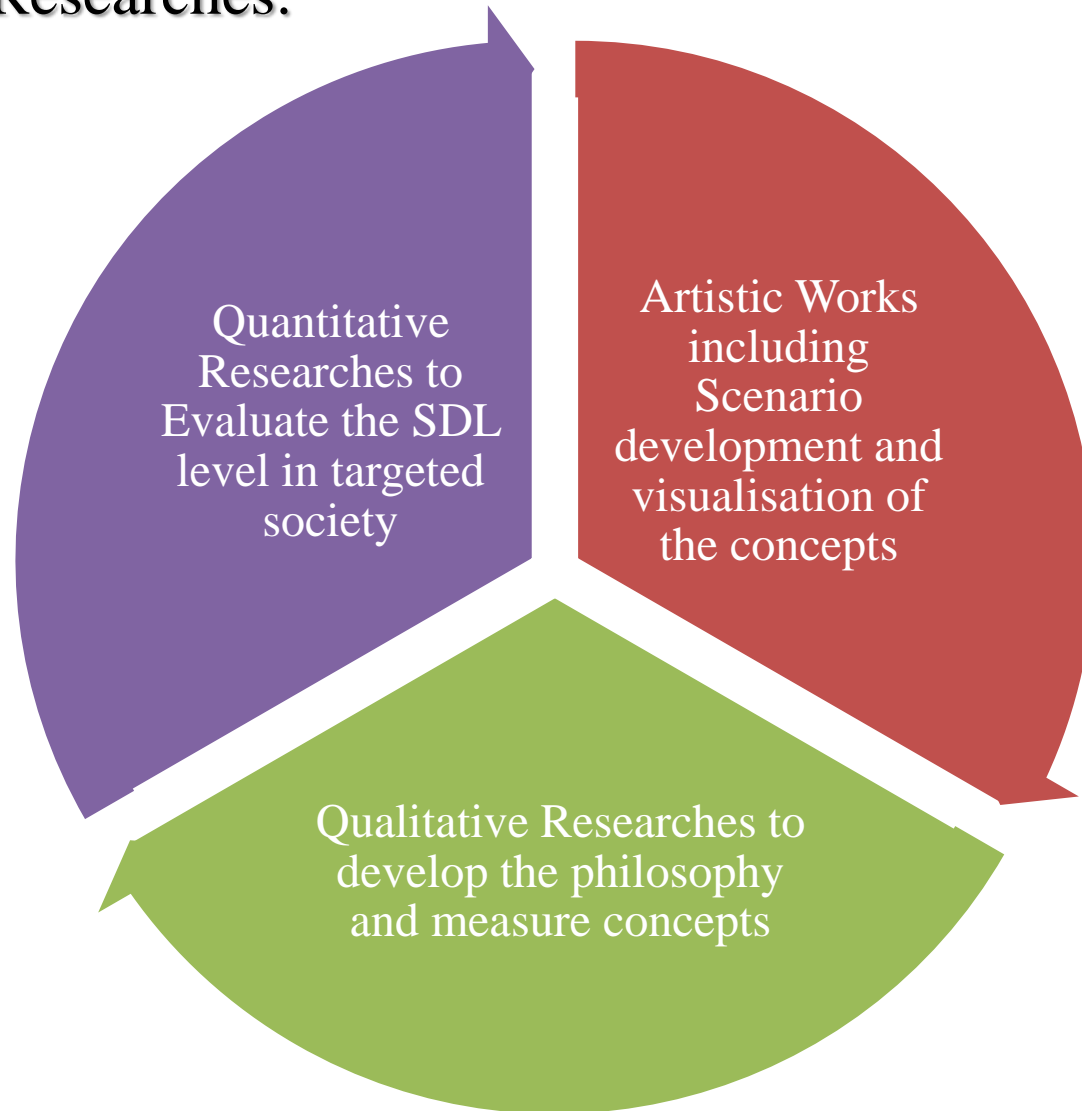 Researches:
Quantitative
Researches to
Evaluate the SDL
level in targeted
society
Artistic Works
including
Scenario
development and
visualisation of
the concepts
Qualitative Researches to
develop the philosophy
and measure concepts